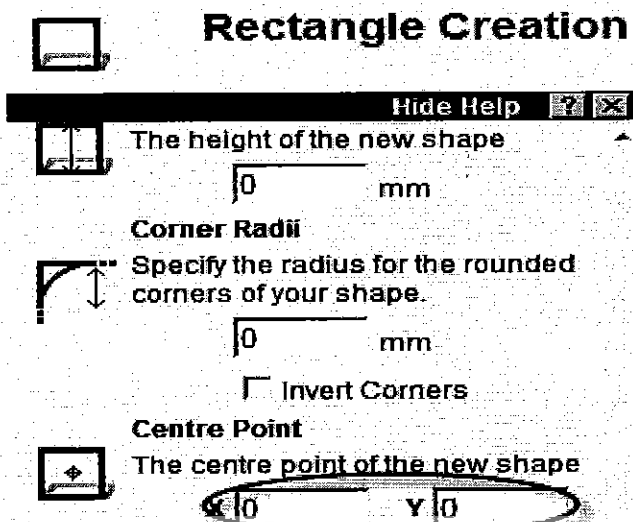 Rectangle Creation
Hide Help ? X
The height of the new shape
0 mm
Corner Radii
Specify the radius for the rounded
corners of your shape.
0 mm
Invert Corners
Centre Point
The centre point of the new shape
X 0 Y 0